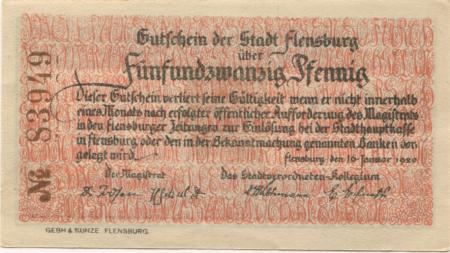 Gutschein der Stadt Flensburg
über
Fünfundzwanzig Pfennig
Dieser Gutschein verliert seine Gültigkeit wenn er nicht innerhalb
eines Monats nach erfolgter öffentlicher Aufforderung des Magistrats
in den Flensburger Zeitungen zur Einlösung bei der Stadthauptkasse
in Flensburg oder den in der Bekanntmachung genannten Banken vor-
gelegt wird.
Flensburg, den 16 Januar 1920
Der Magistrat
Das Stadtverordneten-Kollegium
№ 83949
GEBH & KUNZE FLENSBURG.